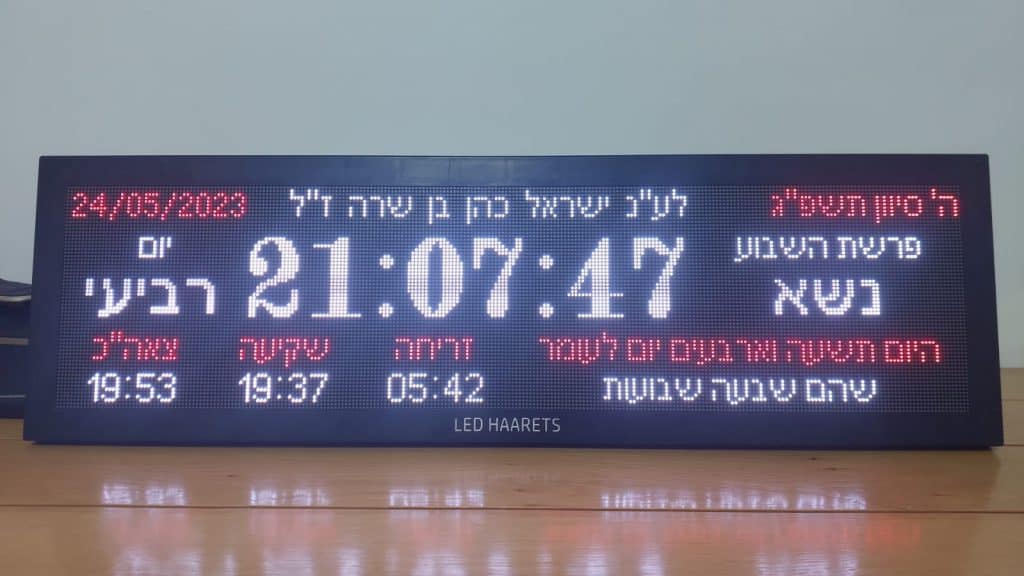 ה' סיון תשפ"ג
לע"נ ישראל כהן בן שרה ז"ל
24/05/2023
פרשת השבוע
נשא
21:07:47
יום
רביעי
היום תשעה וארבעים יום לעומר
שהם שבעה שבועות
זריחה
05:42
שקיעה
19:37
צאה"כ
19:53
LED HAARETS